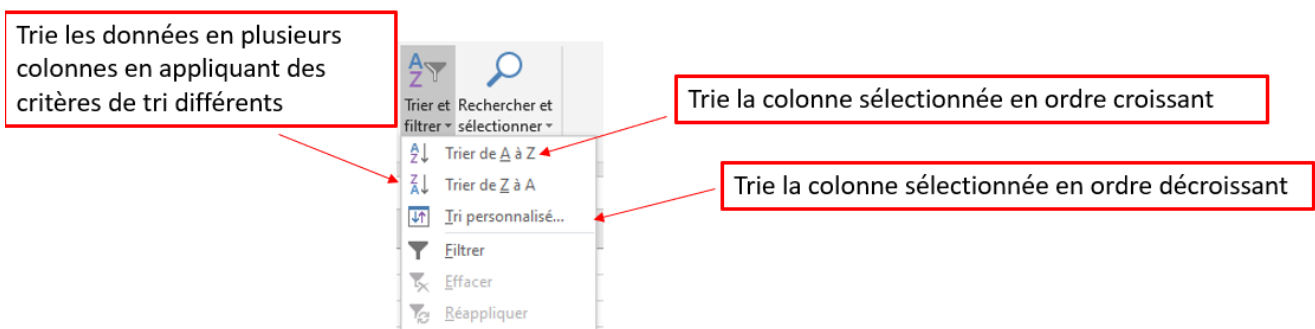 Trie les données en plusieurs
colonnes en appliquant des
critères de tri différents
Trier et
filtrer
Rechercher et
sélectionner
Trier de A à Z
Trier de Z à A
Tri personnalisé...
Filtrer
Effacer
Réappliquer
Trie la colonne sélectionnée en ordre croissant
Trie la colonne sélectionnée en ordre décroissant